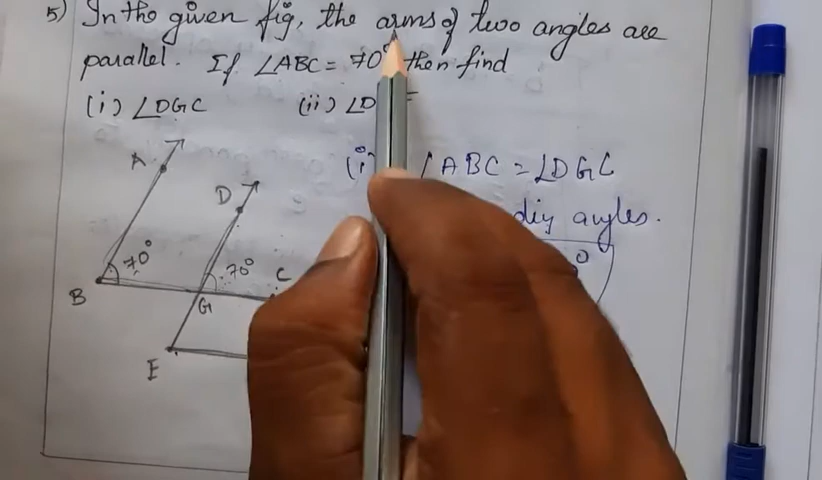 5) In the given fig, the arms of two angles are
parallel. If ∠ABC = 70° then find
(i) ∠DGC (ii) ∠D
A
D
(i) ∠ABC = ∠DGC
angles.
70°
70°
C
B
G
E